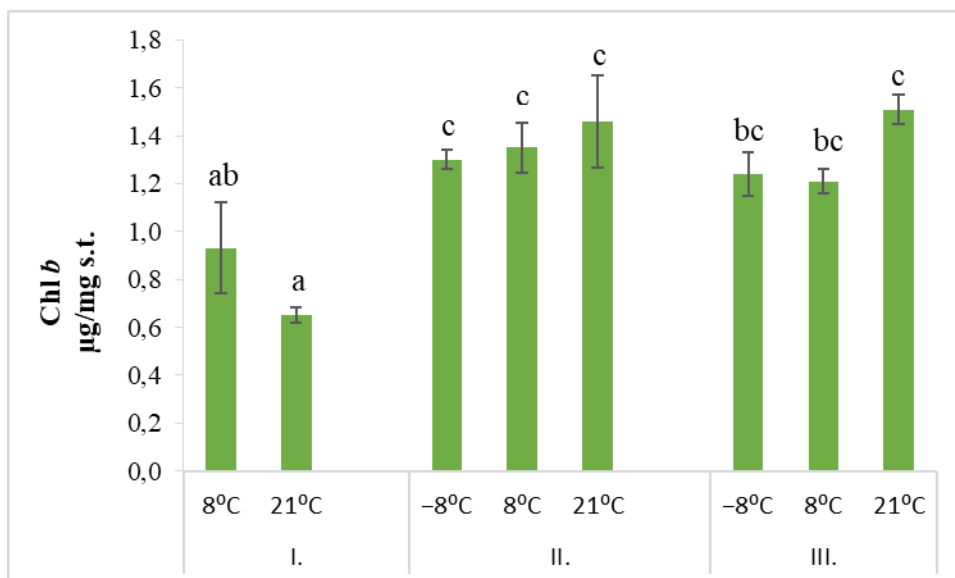 1,8
1,6
1,4
1,2
1,0
0,8
0,6
0,4
0,2
0,0
Chl b
µg/mg s.t.
ab
a
c
c
c
bc
bc
c
8⁰C 21⁰C −8⁰C 8⁰C 21⁰C −8⁰C 8⁰C 21⁰C
I. II. III.